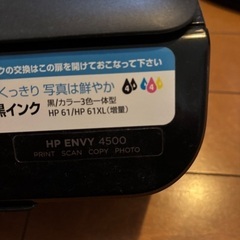 クの交換はこの扉を開けておこなって下さい
くっきり 写真は鮮やか
黒インク
黒/カラー3色一体型
HP 61/HP 61XL(増量)
HP ENVY 4500
PRINT SCAN COPY PHOTO